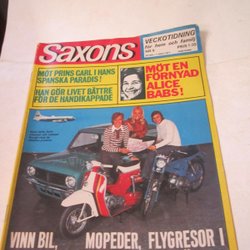 Saxons
VECKOTIDNING
för hem och familj
MÖT PRINS CARL I HANS
SPANSKA PARADIS!
HAN GÖR LIVET BÄTTRE
FÖR DE HANDIKAPPADE
MÖT EN
FÖRNYAD
ALICE
BABS!
VINN BIL, MOPEDER, FLYGRESOR I